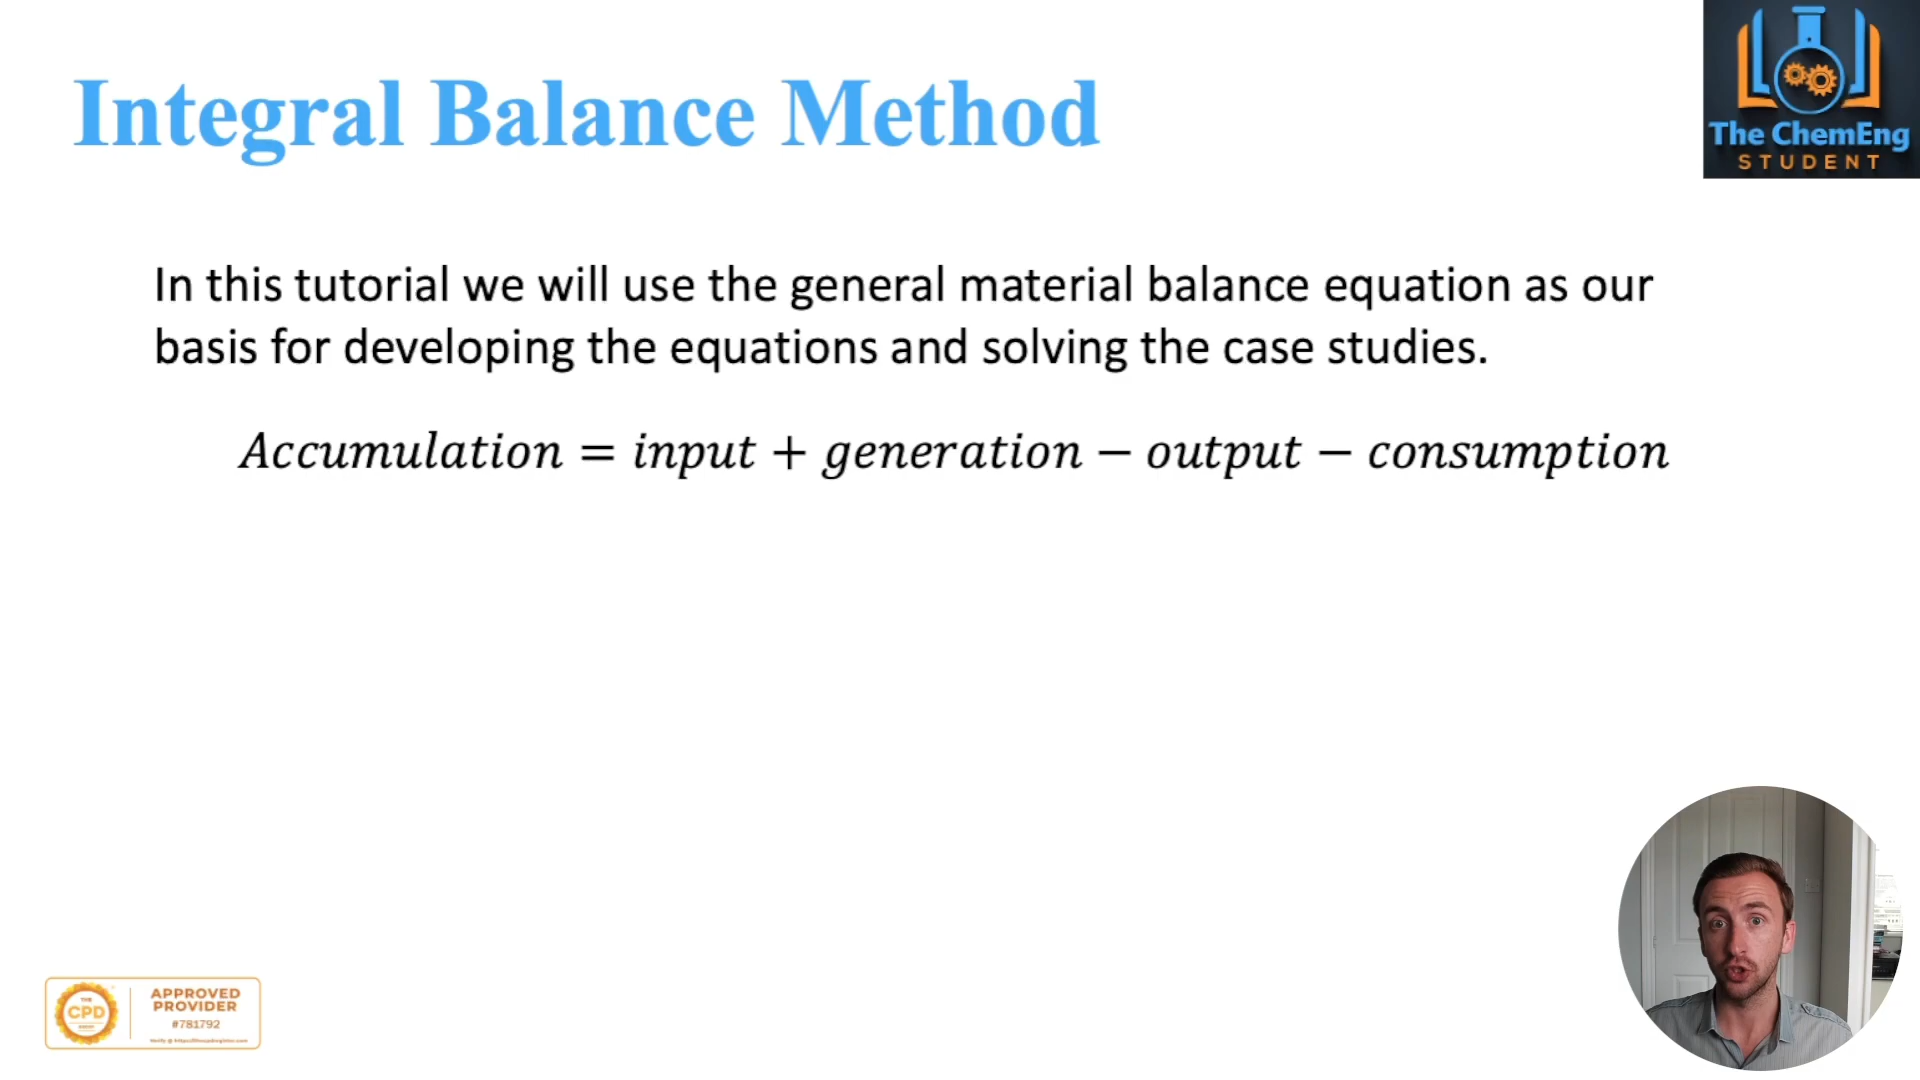 Integral Balance Method
The ChemEng
STUDENT
In this tutorial we will use the general material balance equation as our
basis for developing the equations and solving the case studies.
Accumulation = input + generation − output − consumption
THE
CPD
APPROVED
PROVIDER
#781792